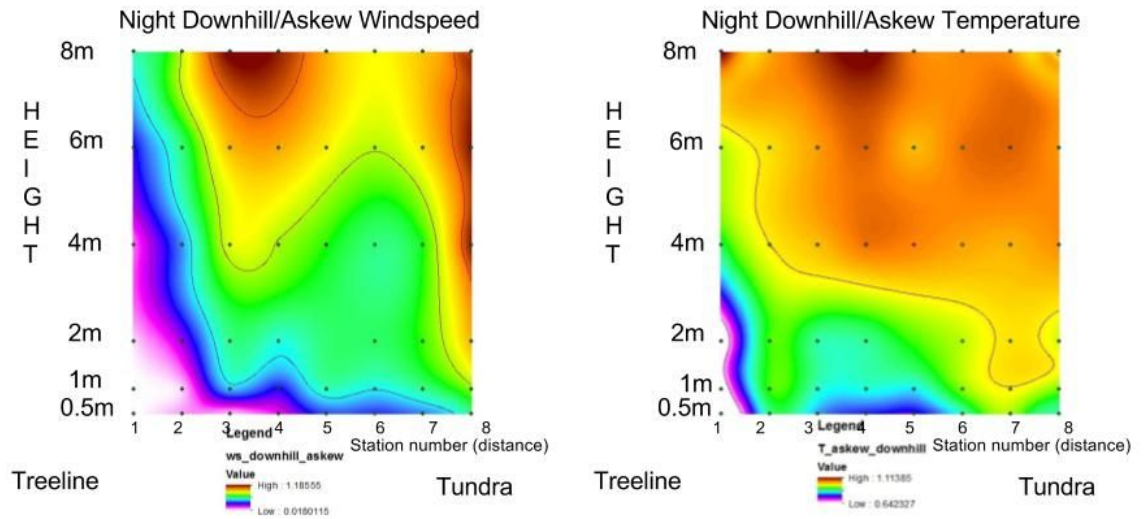 Night Downhill/Askew Windspeed
8m
6m
4m
2m
1m
0.5m
HEIGHT
1 2 3 4 5 6 7 8
Station number (distance)
Legend
ws_downhill_askew
Value
High : 1.18555
Low : 0.0180115
Treeline
Tundra
Night Downhill/Askew Temperature
8m
6m
4m
2m
1m
0.5m
HEIGHT
1 2 3 4 5 6 7 8
Station number (distance)
Legend
T_askew_downhill
Value
High : 1.11385
Low : 0.642327
Treeline
Tundra